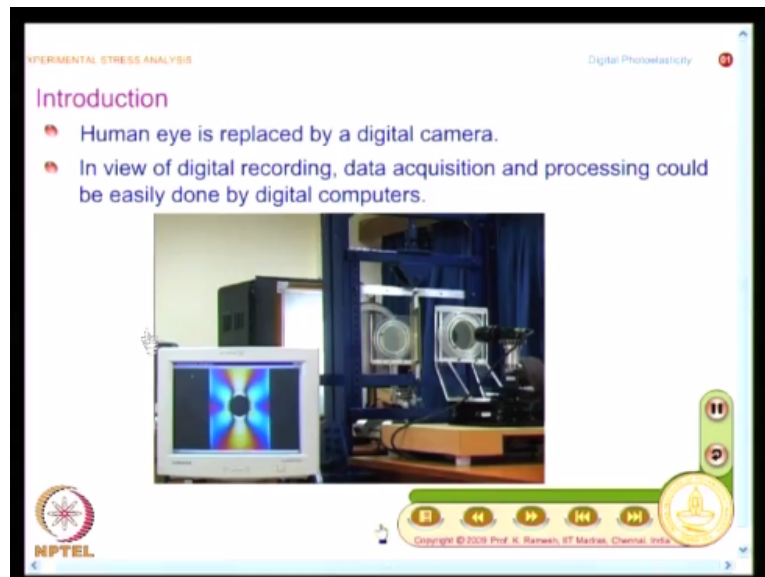 XPERIMENTAL STRESS ANALYSIS
Digital Photoelasticity 01
Introduction
Human eye is replaced by a digital camera.
In view of digital recording, data acquisition and processing could
be easily done by digital computers.
NPTEL
Copyright © 2009 Prof. K. Ramesh, IIT Madras, Chennai, India